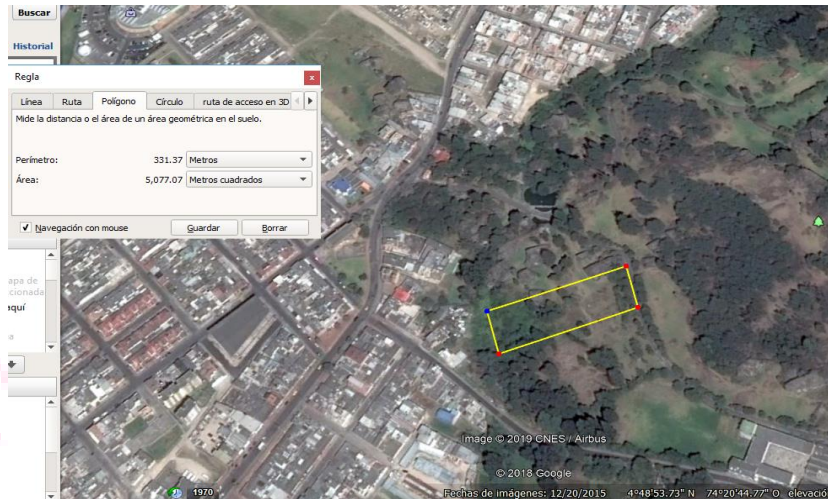 Buscar
Historial
Regla
x
Línea Ruta Polígono Círculo ruta de acceso en 3D
Mide la distancia o el área de un área geométrica en el suelo.
Perímetro: 331.37 Metros
Área: 5,077.07 Metros cuadrados
Navegación con mouse Guardar Borrar
apa de
cionada
aquí
a
Image © 2019 CNES / Airbus
© 2018 Google
1970
Fechas de imágenes: 12/20/2015 4°48'53.73" N 74°20'44.77" O elevació